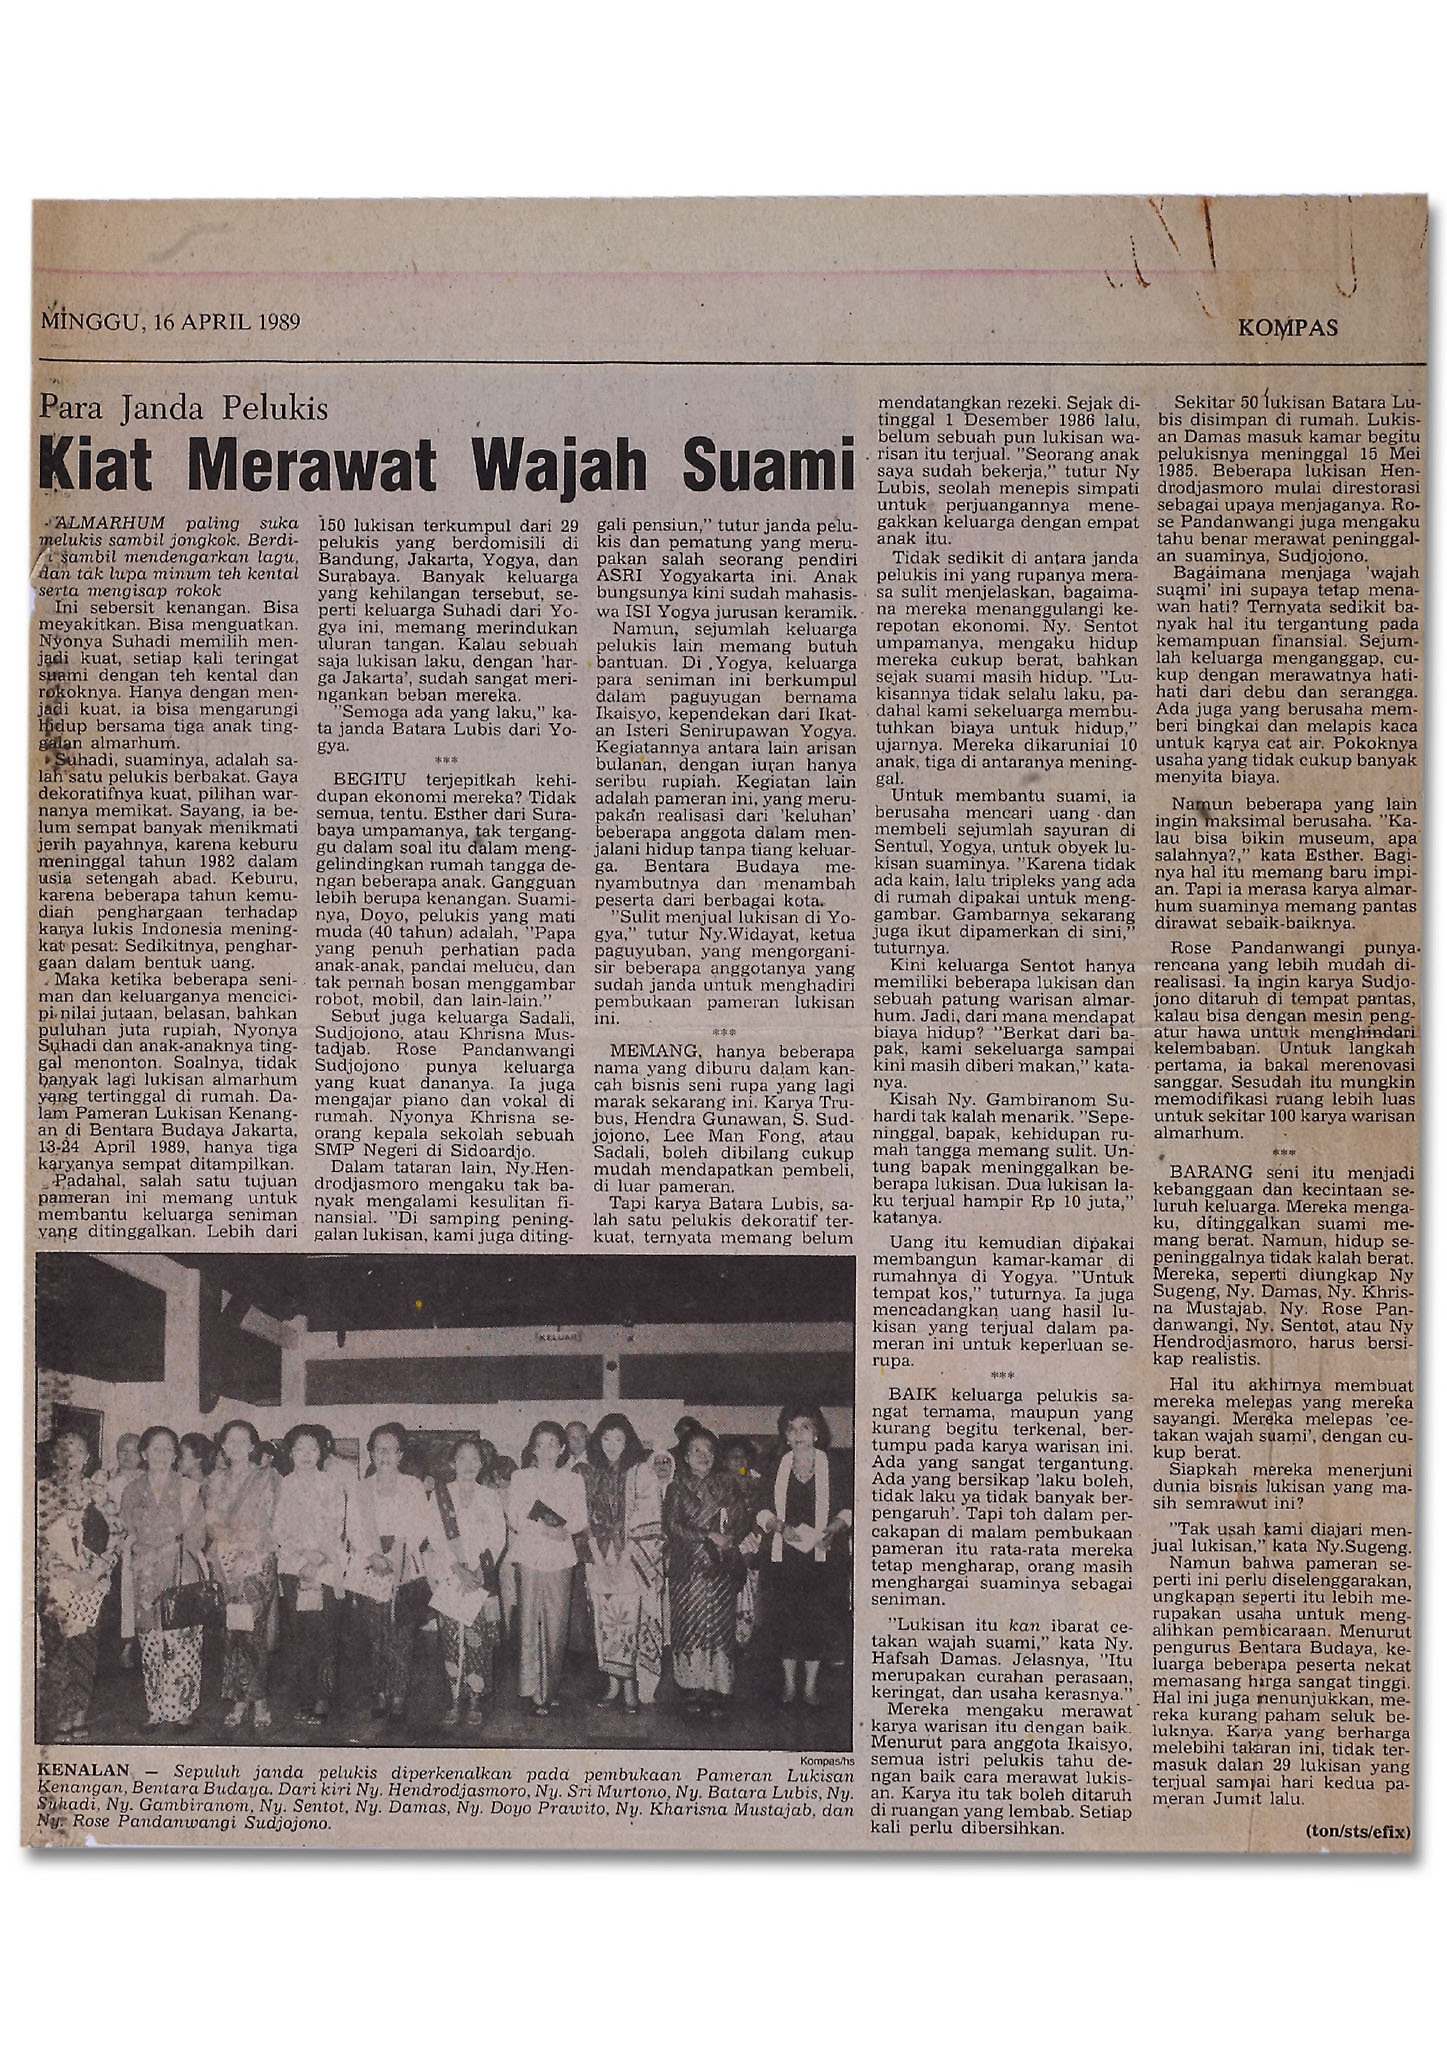 MINGGU, 16 APRIL 1989
KOMPAS
Para Janda Pelukis
Kiat Merawat Wajah Suami
"ALMARHUM paling suka
melukis sambil jongkok. Berdi-
ri sambil mendengarkan lagu,
dan tak lupa minum teh kental
serta mengisap rokok
Ini sebersit kenangan. Bisa
meyakitkan. Bisa menguatkan.
Nyonya Suhadi memilih men-
jadi kuat, setiap kali teringat
suami dengan teh kental dan
rokoknya. Hanya dengan men-
jadi kuat, ia bisa mengarungi
hidup bersama tiga anak ting-
galan almarhum.
Suhadi, suaminya, adalah sa-
lah satu pelukis berbakat. Gaya
dekoratifnya kuat, pilihan war-
nanya memikat. Sayang, ia be-
lum sempat banyak menikmati
jerih payahnya, karena keburu
meninggal tahun 1982 dalam
usia setengah abad. Keburu,
karena beberapa tahun kemu-
dian penghargaan terhadap
karya lukis Indonesia mening-
kat pesat. Sedikitnya, penghar-
gaan dalam bentuk uang.
Maka ketika beberapa seni-
man dan keluarganya mencici-
pi nilai jutaan, belasan, bahkan
puluhan juta rupiah, Nyonya
Suhadi dan anak-anaknya ting-
gal menonton. Soalnya, tidak
banyak lagi lukisan almarhum
yang tertinggal di rumah. Da-
lam Pameran Lukisan Kenang-
an di Bentara Budaya Jakarta,
13-24 April 1989, hanya tiga
karyanya sempat ditampilkan.
Padahal, salah satu tujuan
pameran ini memang untuk
membantu keluarga seniman
yang ditinggalkan. Lebih dari
150 lukisan terkumpul dari 29
pelukis yang berdomisili di
Bandung, Jakarta, Yogya, dan
Surabaya. Banyak keluarga
yang kehilangan tersebut, se-
perti keluarga Suhadi dari Yo-
gya ini, memang merindukan
uluran tangan. Kalau sebuah
saja lukisan laku, dengan 'har-
ga Jakarta', sudah sangat meri-
ngankan beban mereka.
"Semoga ada yang laku," ka-
ta janda Batara Lubis dari Yo-
gya.
***
BEGITU terjepitkah kehi-
dupan ekonomi mereka? Tidak
semua, tentu. Esther dari Sura-
baya umpamanya, tak tergang-
gu dalam soal itu dalam meng-
gelindingkan rumah tangga de-
ngan beberapa anak. Gangguan
lebih berupa kenangan. Suami-
nya, Doyo, pelukis yang mati
muda (40 tahun) adalah, "Papa
yang penuh perhatian pada
anak-anak, pandai melucu, dan
tak pernah bosan menggambar
robot, mobil, dan lain-lain."
Sebut juga keluarga Sadali,
Sudjojono, atau Khrisna Mus-
tadjab. Rose Pandanwangi
Sudjojono punya keluarga
yang kuat dananya. Ia juga
mengajar piano dan vokal di
rumah. Nyonya Khrisna se-
orang kepala sekolah sebuah
SMP Negeri di Sidoardjo.
Dalam tataran lain, Ny.Hen-
drodjasmoro mengaku tak ba-
nyak mengalami kesulitan fi-
nansial. "Di samping pening-
galan lukisan, kami juga diting-
gali pensiun," tutur janda pelu-
kis dan pematung yang meru-
pakan salah seorang pendiri
ASRI Yogyakarta ini. Anak
bungsunya kini sudah mahasis-
wa ISI Yogya jurusan keramik.
Namun, sejumlah keluarga
pelukis lain memang butuh
bantuan. Di Yogya, keluarga
para seniman ini berkumpul
dalam paguyugan bernama
Ikaisyo, kependekan dari Ikat-
an Isteri Senirupawan Yogya.
Kegiatannya antara lain arisan
bulanan, dengan iuran hanya
seribu rupiah. Kegiatan lain
adalah pameran ini, yang meru-
pakan realisasi dari 'keluhan'
beberapa anggota dalam men-
jalani hidup tanpa tiang keluar-
ga. Bentara Budaya me-
nyambutnya dan menambah
peserta dari berbagai kota.
"Sulit menjual lukisan di Yo-
gya," tutur Ny.Widayat, ketua
paguyuban, yang mengorgani-
sir beberapa anggotanya yang
sudah janda untuk menghadiri
pembukaan pameran lukisan
ini.
***
MEMANG, hanya beberapa
nama yang diburu dalam kan-
cah bisnis seni rupa yang lagi
marak sekarang ini. Karya Tru-
bus, Hendra Gunawan, S. Sud-
jojono, Lee Man Fong, atau
Sadali, boleh dibilang cukup
mudah mendapatkan pembeli,
di luar pameran.
Tapi karya Batara Lubis, sa-
lah satu pelukis dekoratif ter-
kuat, ternyata memang belum
mendatangkan rezeki. Sejak di-
tinggal 1 Desember 1986 lalu,
belum sebuah pun lukisan wa-
risan itu terjual. "Seorang anak
saya sudah bekerja," tutur Ny
Lubis, seolah menepis simpati
untuk perjuangannya mene-
gakkan keluarga dengan empat
anak itu.
Tidak sedikit di antara janda
pelukis ini yang rupanya mera-
sa sulit menjelaskan, bagaima-
na mereka menanggulangi ke-
repotan ekonomi. Ny. Sentot
umpamanya, mengaku hidup
mereka cukup berat, bahkan
sejak suami masih hidup. "Lu-
kisannya tidak selalu laku, pa-
dahal kami sekeluarga membu-
tuhkan biaya untuk hidup,"
ujarnya. Mereka dikaruniai 10
anak, tiga di antaranya mening-
gal.
Untuk membantu suami, ia
berusaha mencari uang dan
membeli sejumlah sayuran di
Sentul, Yogya, untuk obyek lu-
kisan suaminya. "Karena tidak
ada kain, lalu tripleks yang ada
di rumah dipakai untuk meng-
gambar. Gambarnya sekarang
juga ikut dipamerkan di sini,"
tuturnya.
Kini keluarga Sentot hanya
memiliki beberapa lukisan dan
sebuah patung warisan almar-
hum. Jadi, dari mana mendapat
biaya hidup? "Berkat dari ba-
pak, kami sekeluarga sampai
kini masih diberi makan," kata-
nya.
Kisah Ny. Gambiranom Su-
hardi tak kalah menarik. "Sepe-
ninggal bapak, kehidupan ru-
mah tangga memang sulit. Un-
tung bapak meninggalkan be-
berapa lukisan. Dua lukisan la-
ku terjual hampir Rp 10 juta,"
katanya.
Uang itu kemudian dipakai
membangun kamar-kamar di
rumahnya di Yogya. "Untuk
tempat kos," tuturnya. Ia juga
mencadangkan uang hasil lu-
kisan yang terjual dalam pa-
meran ini untuk keperluan se-
rupa.
***
BAIK keluarga pelukis sa-
ngat ternama, maupun yang
kurang begitu terkenal, ber-
tumpu pada karya warisan ini.
Ada yang sangat tergantung.
Ada yang bersikap 'laku boleh,
tidak laku ya tidak banyak ber-
pengaruh'. Tapi toh dalam per-
cakapan di malam pembukaan
pameran itu rata-rata mereka
tetap mengharap, orang masih
menghargai suaminya sebagai
seniman.
"Lukisan itu kan ibarat ce-
takan wajah suami," kata Ny.
Hafsah Damas. Jelasnya, "Itu
merupakan curahan perasaan,
keringat, dan usaha kerasnya."
Mereka mengaku merawat
karya warisan itu dengan baik.
Menurut para anggota Ikaisyo,
semua istri pelukis tahu de-
ngan baik cara merawat lukis-
an. Karya itu tak boleh ditaruh
di ruangan yang lembab. Setiap
kali perlu dibersihkan.
Sekitar 50 lukisan Batara Lu-
bis disimpan di rumah. Lukis-
an Damas masuk kamar begitu
pelukisnya meninggal 15 Mei
1985. Beberapa lukisan Hen-
drodjasmoro mulai direstorasi
sebagai upaya menjaganya. Ro-
se Pandanwangi juga mengaku
tahu benar merawat peninggal-
an suaminya, Sudjojono.
Bagaimana menjaga 'wajah
suami' ini supaya tetap mena-
wan hati? Ternyata sedikit ba-
nyak hal itu tergantung pada
kemampuan finansial. Sejum-
lah keluarga menganggap, cu-
kup dengan merawatnya hati-
hati dari debu dan serangga.
Ada juga yang berusaha mem-
beri bingkai dan melapis kaca
untuk karya cat air. Pokoknya
usaha yang tidak cukup banyak
menyita biaya.
Namun beberapa yang lain
ingin maksimal berusaha. "Ka-
lau bisa bikin museum, apa
salahnya?," kata Esther. Bagi-
nya hal itu memang baru impi-
an. Tapi ia merasa karya almar-
hum suaminya memang pantas
dirawat sebaik-baiknya.
Rose Pandanwangi punya
rencana yang lebih mudah di-
realisasi. Ia ingin karya Sudjo-
jono ditaruh di tempat pantas,
kalau bisa dengan mesin peng-
atur hawa untuk menghindari
kelembaban. Untuk langkah
pertama, ia bakal merenovasi
sanggar. Sesudah itu mungkin
memodifikasi ruang lebih luas
untuk sekitar 100 karya warisan
almarhum.
***
BARANG seni itu menjadi
kebanggaan dan kecintaan se-
luruh keluarga. Mereka menga-
ku, ditinggalkan suami me-
mang berat. Namun, hidup se-
peninggalnya tidak kalah berat.
Mereka, seperti diungkap Ny
Sugeng, Ny. Damas, Ny. Khris-
na Mustajab, Ny. Rose Pan-
danwangi, Ny. Sentot, atau Ny
Hendrodjasmoro, harus bersi-
kap realistis.
Hal itu akhirnya membuat
mereka melepas yang mereka
sayangi. Mereka melepas 'ce-
takan wajah suami', dengan cu-
kup berat.
Siapkah mereka menerjuni
dunia bisnis lukisan yang ma-
sih semrawut ini?
"Tak usah kami diajari men-
jual lukisan," kata Ny.Sugeng.
Namun bahwa pameran se-
perti ini perlu diselenggarakan,
ungkapan seperti itu lebih me-
rupakan usaha untuk meng-
alihkan pembicaraan. Menurut
pengurus Bentara Budaya, ke-
luarga beberapa peserta nekat
memasang harga sangat tinggi.
Hal ini juga menunjukkan, me-
reka kurang paham seluk be-
luknya. Karya yang berharga
melebihi takaran ini, tidak ter-
masuk dalan 29 lukisan yang
terjual sampai hari kedua pa-
meran Jumit lalu.
(ton/sts/efix)
KELUAR
Kompas/hs
KENALAN — Sepuluh janda pelukis diperkenalkan pada pembukaan Pameran Lukisan
Kenangan, Bentara Budaya. Dari kiri Ny. Hendrodjasmoro, Ny. Sri Murtono, Ny. Batara Lubis, Ny.
Suhadi, Ny. Gambiranom, Ny. Sentot, Ny. Damas, Ny. Doyo Prawito, Ny. Kharisna Mustajab, dan
Ny. Rose Pandanwangi Sudjojono.